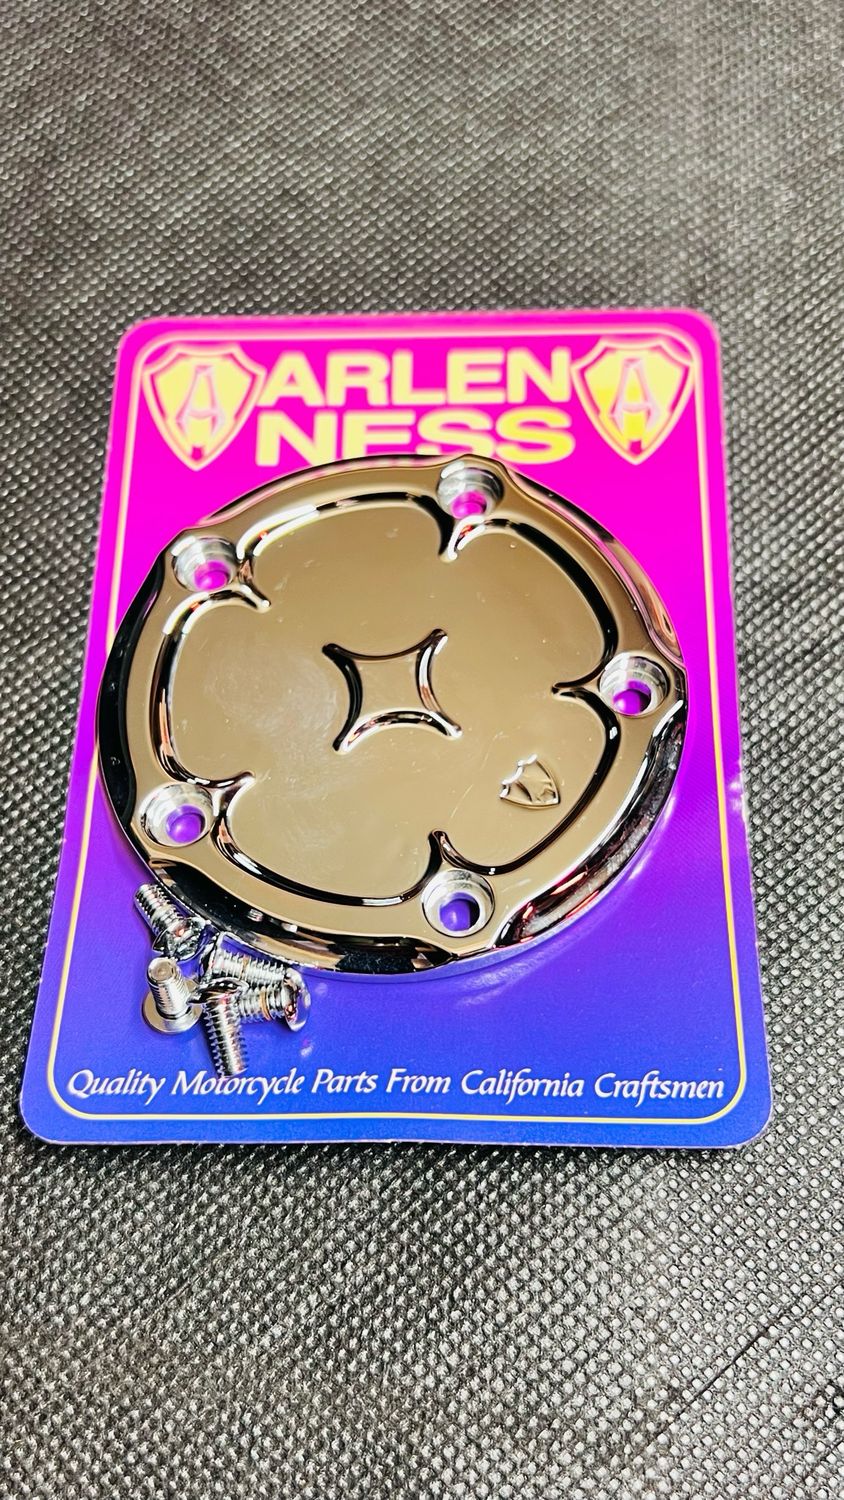 A ARLEN A
NESS
Quality Motorcycle Parts From California Craftsmen